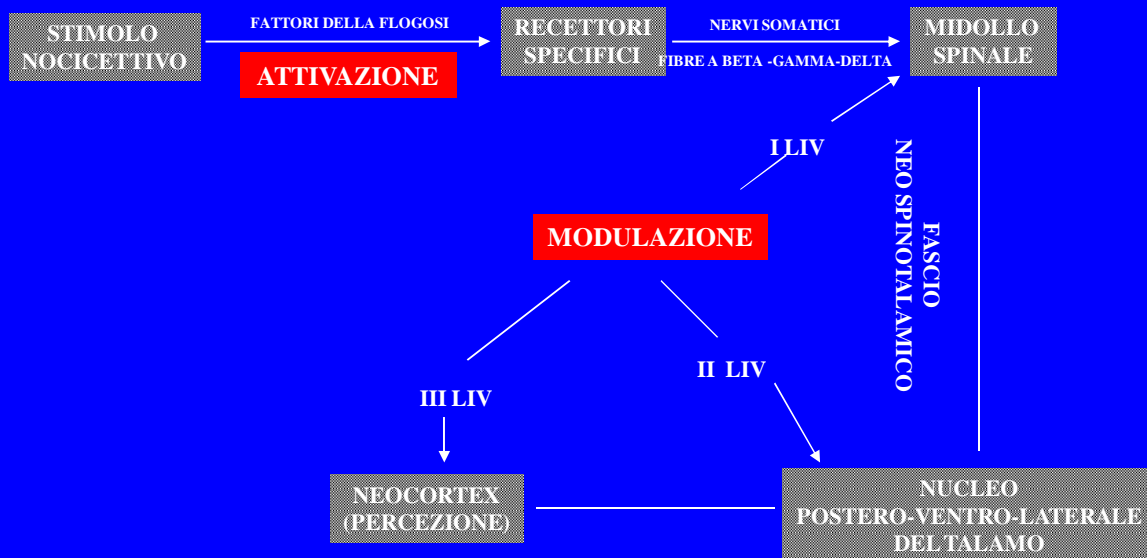 STIMOLO
NOCICETTIVO
FATTORI DELLA FLOGOSI
ATTIVAZIONE
RECETTORI
SPECIFICI
NERVI SOMATICI
FIBRE A BETA -GAMMA-DELTA
MIDOLLO
SPINALE
I LIV
FASCIO
NEO SPINOTALAMICO
MODULAZIONE
II LIV
III LIV
NEOCORTEX
(PERCEZIONE)
NUCLEO
POSTERO-VENTRO-LATERALE
DEL TALAMO